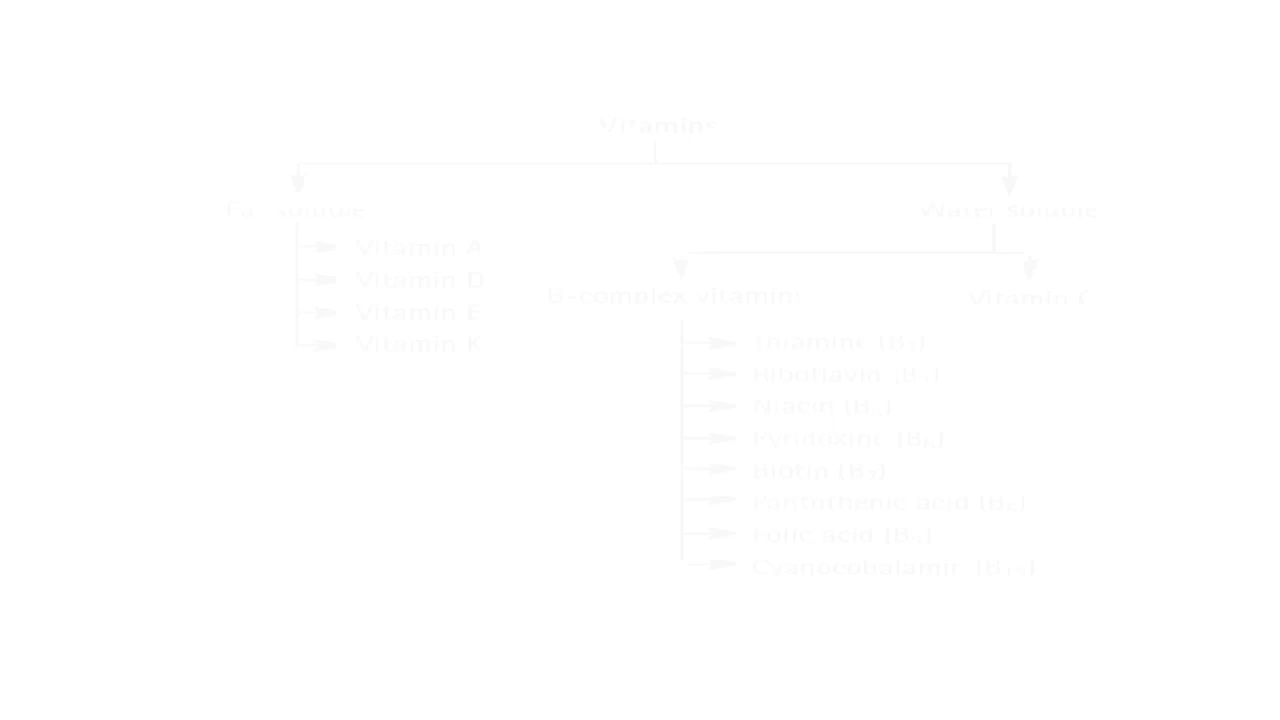 Vitamins
Fat soluble
Water soluble
Vitamin A
Vitamin D
Vitamin E
Vitamin K
B-complex vitamins
Vitamin C
Thiamine (B₁)
Riboflavin (B₂)
Niacin (B₃)
Pyridoxine (B₆)
Biotin (B₇)
Pantothenic acid (B₅)
Folic acid (B₉)
Cyanocobalamin (B₁₂)